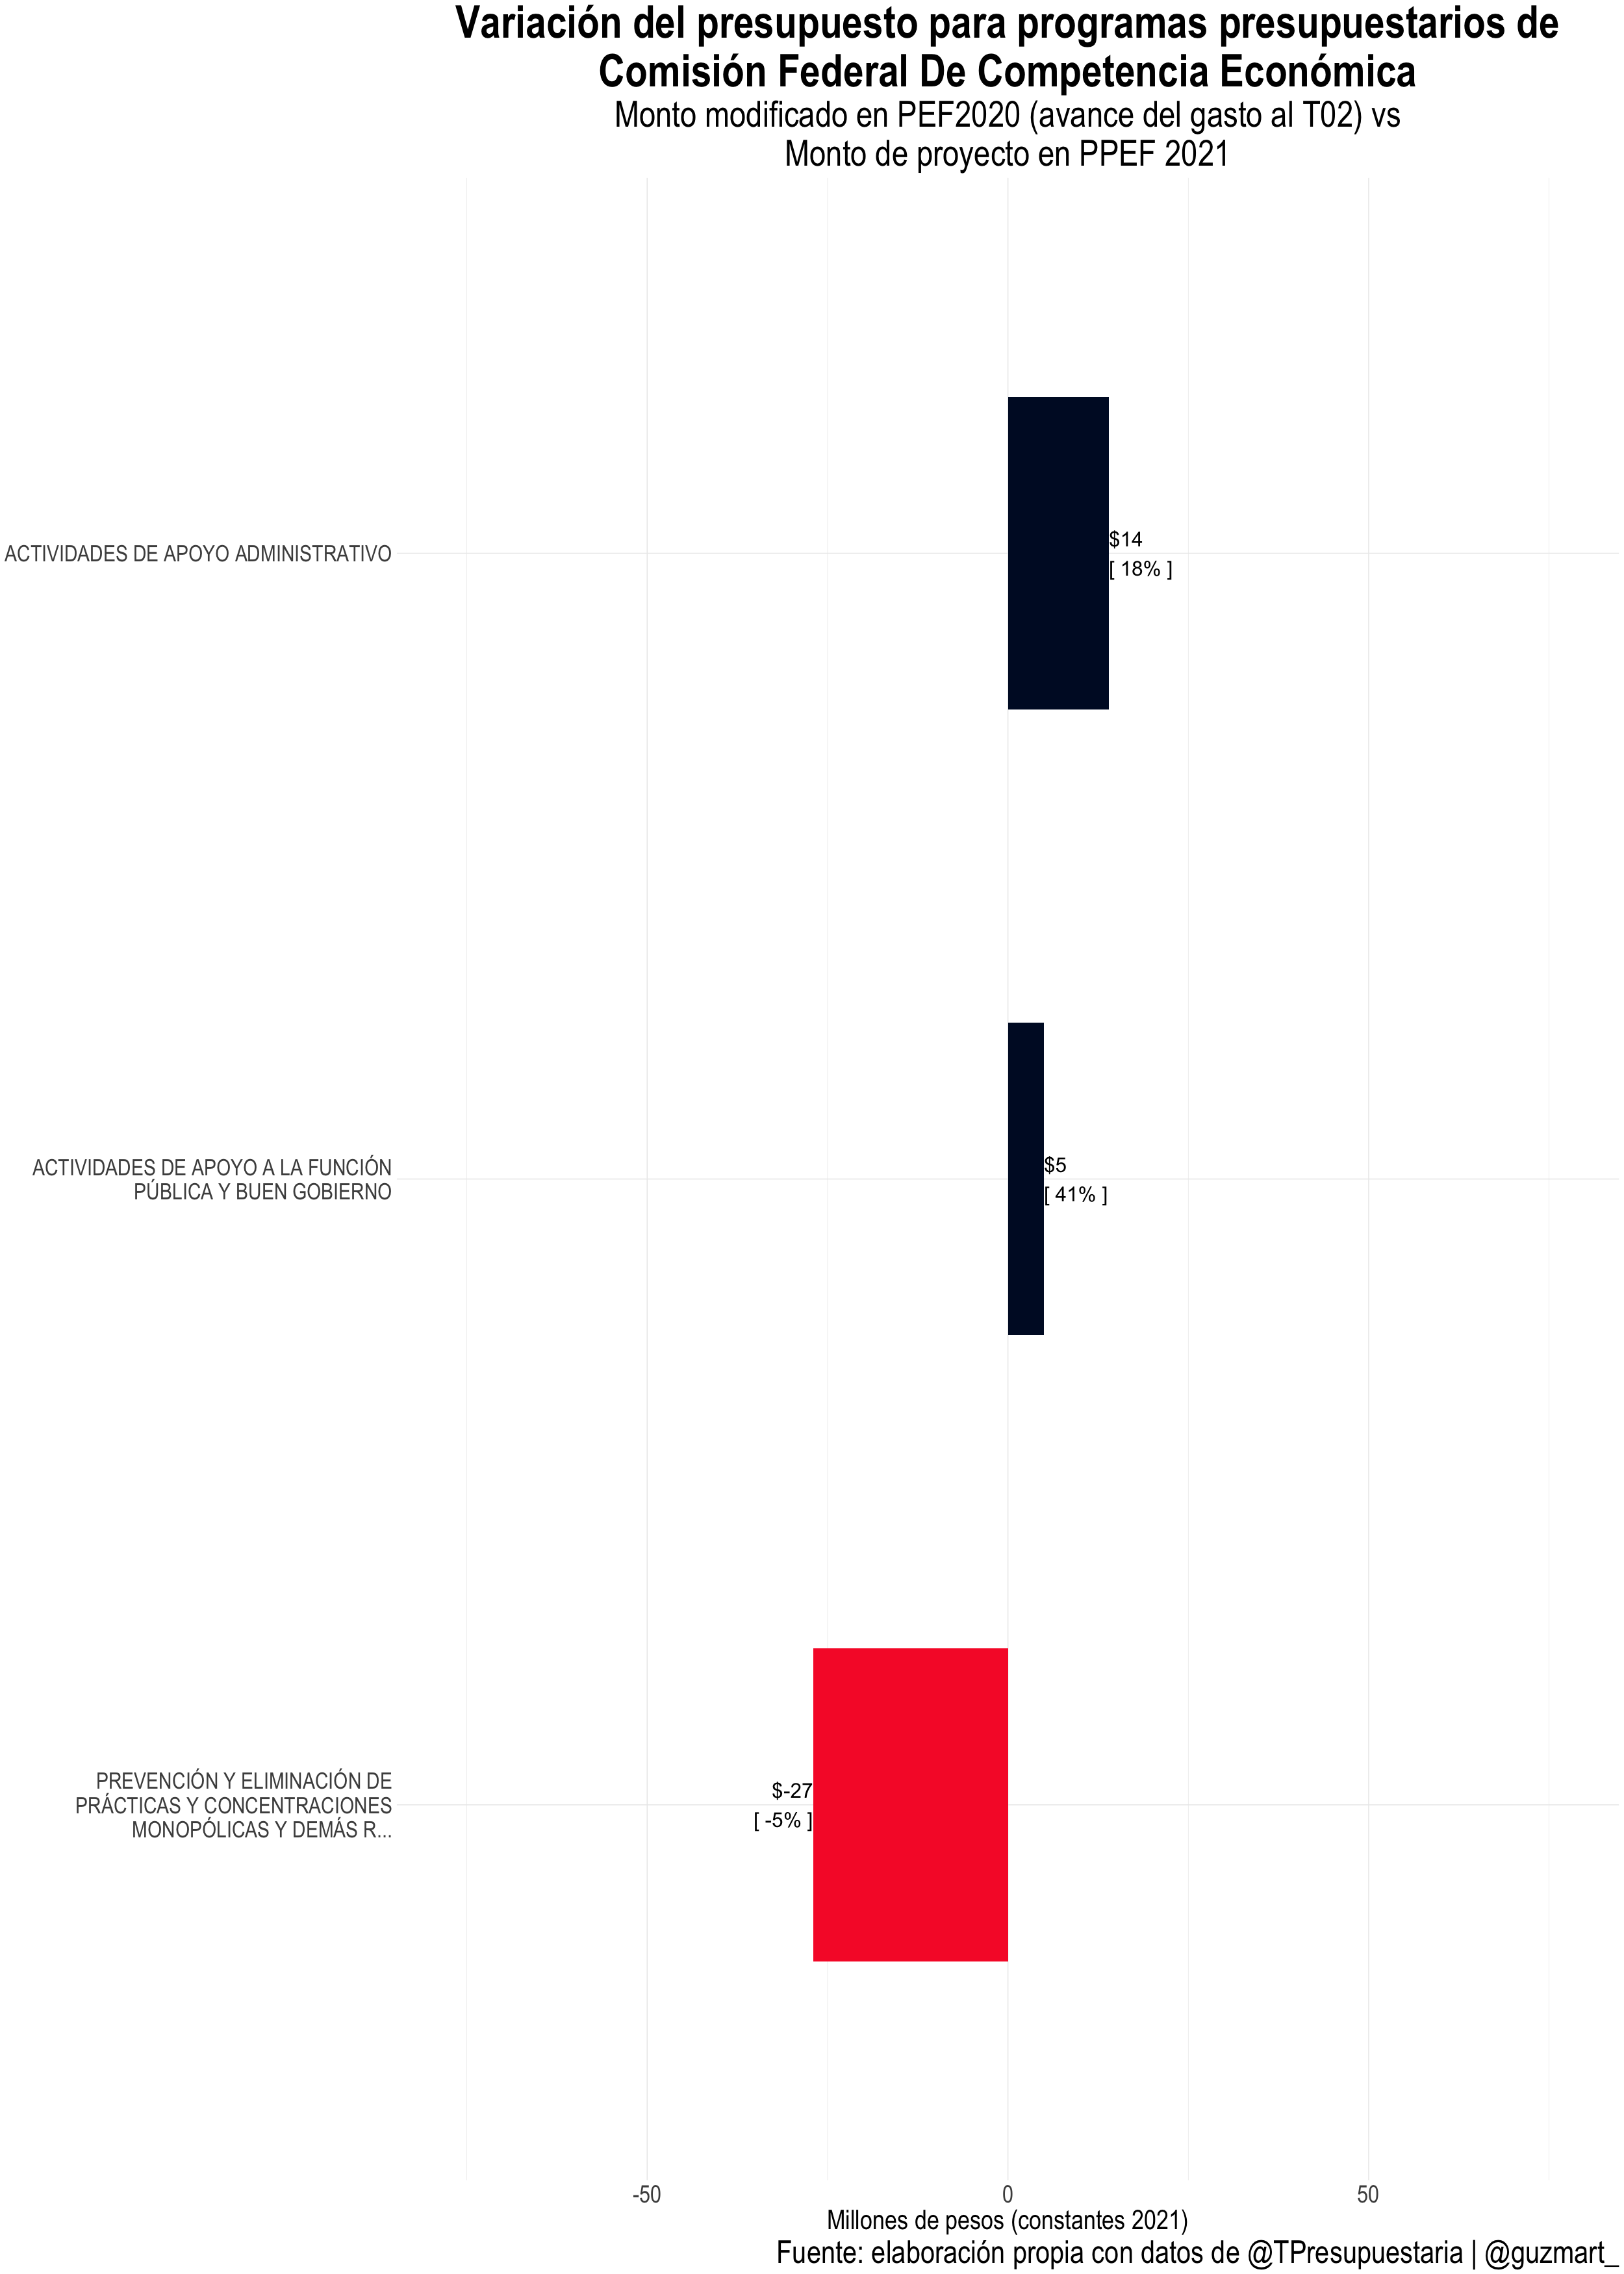 Variación del presupuesto para programas presupuestarios de
Comisión Federal De Competencia Económica
Monto modificado en PEF2020 (avance del gasto al T02) vs
Monto de proyecto en PPEF 2021
ACTIVIDADES DE APOYO ADMINISTRATIVO
$14
[ 18% ]
ACTIVIDADES DE APOYO A LA FUNCIÓN
PÚBLICA Y BUEN GOBIERNO
$5
[ 41% ]
PREVENCIÓN Y ELIMINACIÓN DE
PRÁCTICAS Y CONCENTRACIONES
MONOPÓLICAS Y DEMÁS R...
$-27
[ -5% ]
-50 0 50
Millones de pesos (constantes 2021)
Fuente: elaboración propia con datos de @TPresupuestaria | @guzmart_